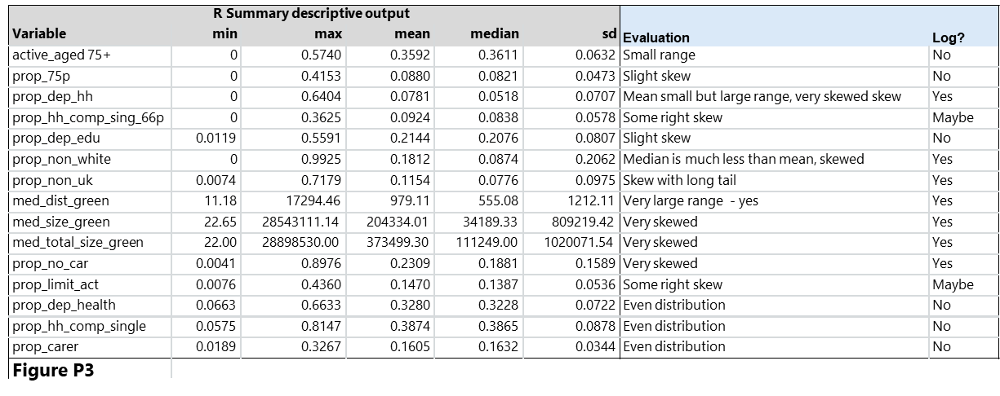 R Summary descriptive output
Variable min max mean median sd Evaluation Log?
active_aged 75+ 0 0.5740 0.3592 0.3611 0.0632 Small range No
prop_75p 0 0.4153 0.0880 0.0821 0.0473 Slight skew No
prop_dep_hh 0 0.6404 0.0781 0.0518 0.0707 Mean small but large range, very skewed skew Yes
prop_hh_comp_sing_66p 0 0.3625 0.0924 0.0838 0.0578 Some right skew Maybe
prop_dep_edu 0.0119 0.5591 0.2144 0.2076 0.0807 Slight skew No
prop_non_white 0 0.9925 0.1812 0.0874 0.2062 Median is much less than mean, skewed Yes
prop_non_uk 0.0074 0.7179 0.1154 0.0776 0.0975 Skew with long tail Yes
med_dist_green 11.18 17294.46 979.11 555.08 1212.11 Very large range - yes Yes
med_size_green 22.65 28543111.14 204334.01 34189.33 809219.42 Very skewed Yes
med_total_size_green 22.00 28898530.00 373499.30 111249.00 1020071.54 Very skewed Yes
prop_no_car 0.0041 0.8976 0.2309 0.1881 0.1589 Very skewed Yes
prop_limit_act 0.0076 0.4360 0.1470 0.1387 0.0536 Some right skew Maybe
prop_dep_health 0.0663 0.6633 0.3280 0.3228 0.0722 Even distribution No
prop_hh_comp_single 0.0575 0.8147 0.3874 0.3865 0.0878 Even distribution No
prop_carer 0.0189 0.3267 0.1605 0.1632 0.0344 Even distribution No
Figure P3